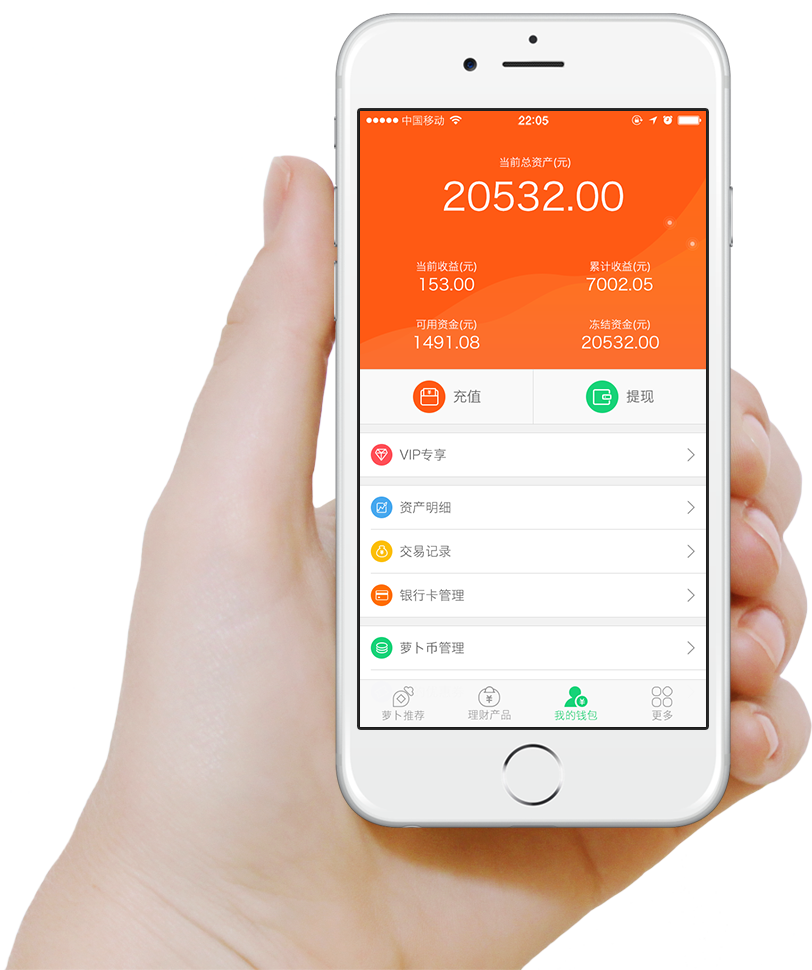 中国移动 22:05
当前总资产(元)
20532.00
当前收益(元) 累计收益(元)
153.00 7002.05
可用资金(元) 冻结资金(元)
1491.08 20532.00
充值 提现
VIP专享
资产明细
交易记录
银行卡管理
萝卜币管理
萝卜推荐 理财产品 我的钱包 更多